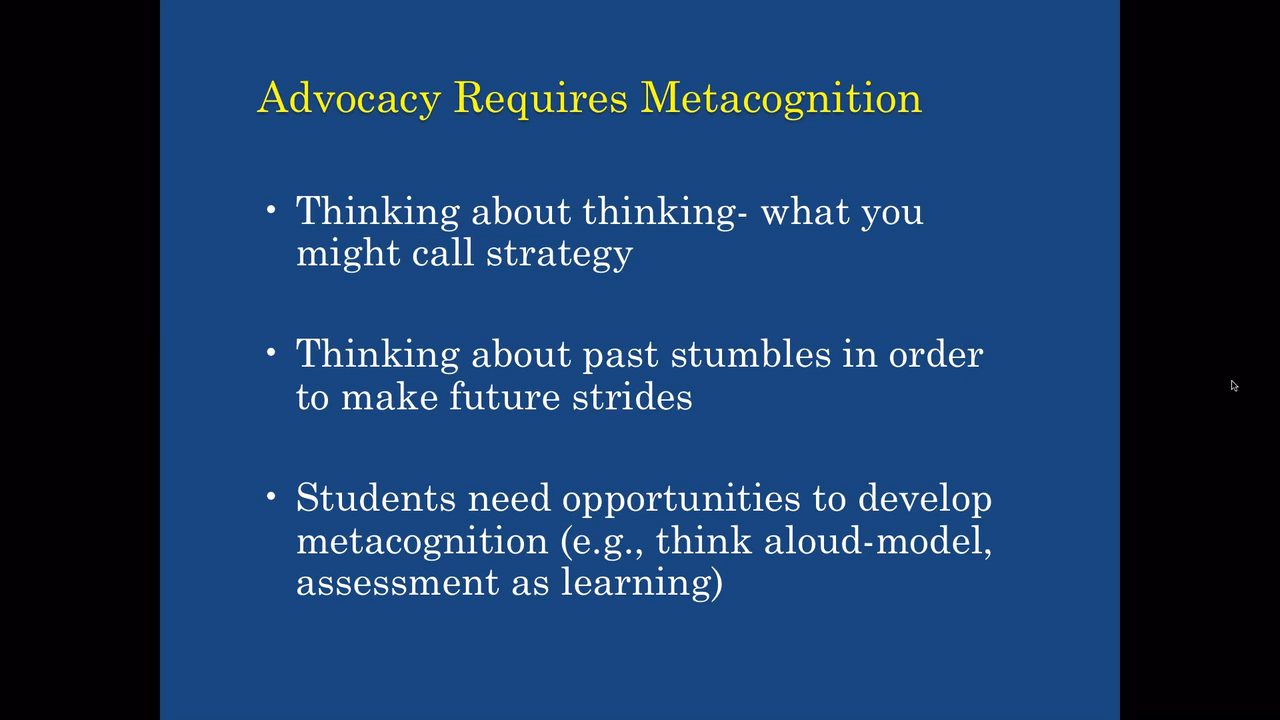 Advocacy Requires Metacognition
• Thinking about thinking- what you
might call strategy
• Thinking about past stumbles in order
to make future strides
• Students need opportunities to develop
metacognition (e.g., think aloud-model,
assessment as learning)